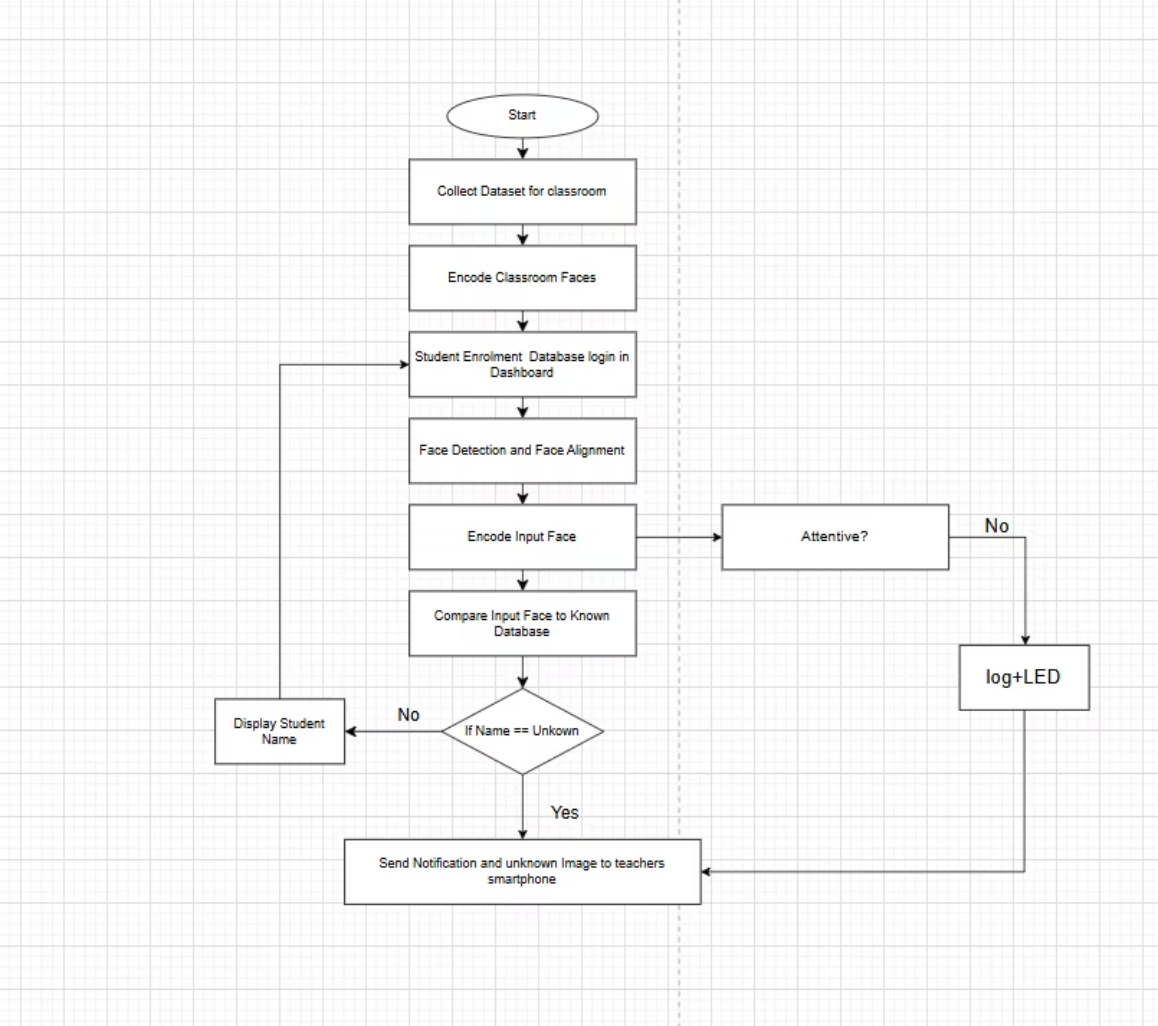 Start
Collect Dataset for classroom
Encode Classroom Faces
Student Enrolment Database login in
Dashboard
Face Detection and Face Alignment
Encode Input Face
Attentive?
No
Compare Input Face to Known
Database
log+LED
Display Student
Name
No
If Name == Unkown
Yes
Send Notification and unknown Image to teachers
smartphone